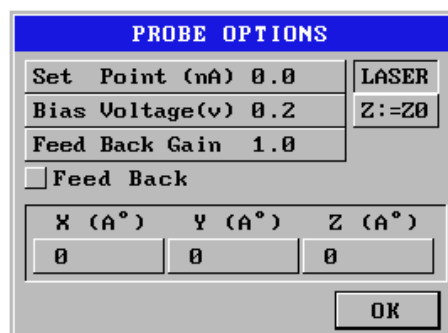 PROBE OPTIONS
Set Point (nA) 0.0 LASER
Bias Voltage(v) 0.2 Z:=Z0
Feed Back Gain 1.0
Feed Back
X (A°) Y (A°) Z (A°)
0 0 0
OK